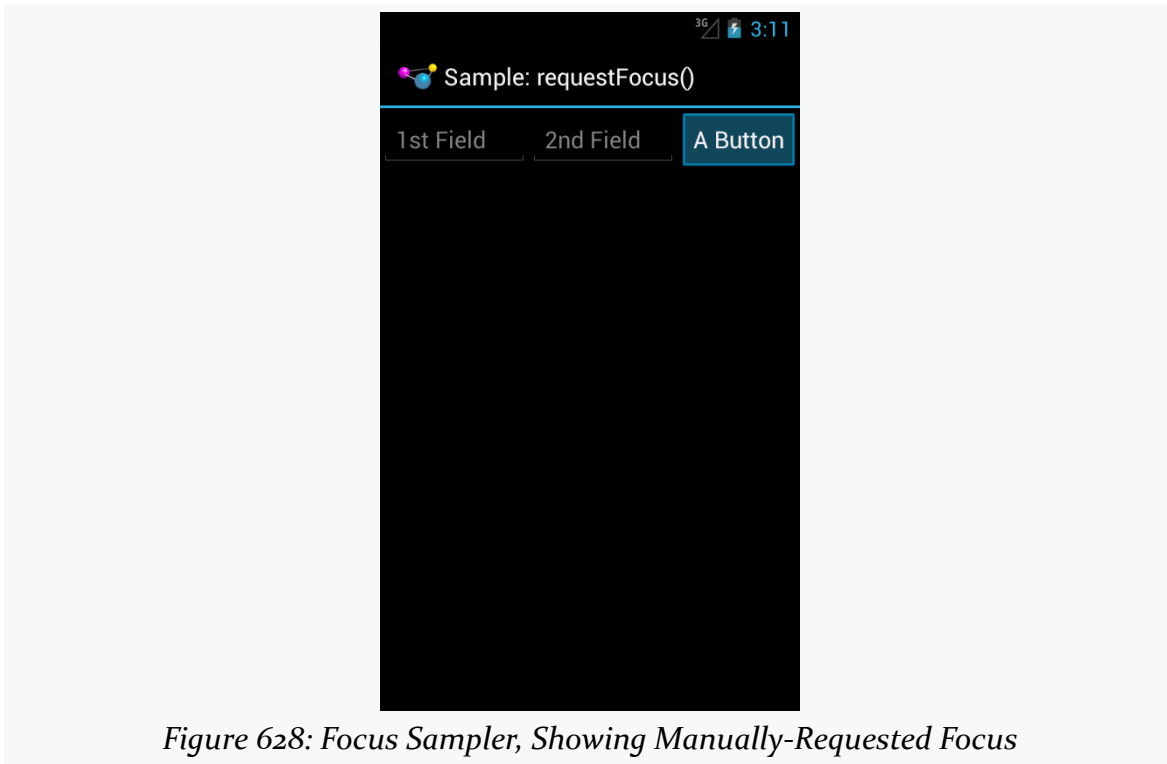 3G 3:11
Sample: requestFocus()
1st Field 2nd Field A Button
Figure 628: Focus Sampler, Showing Manually-Requested Focus